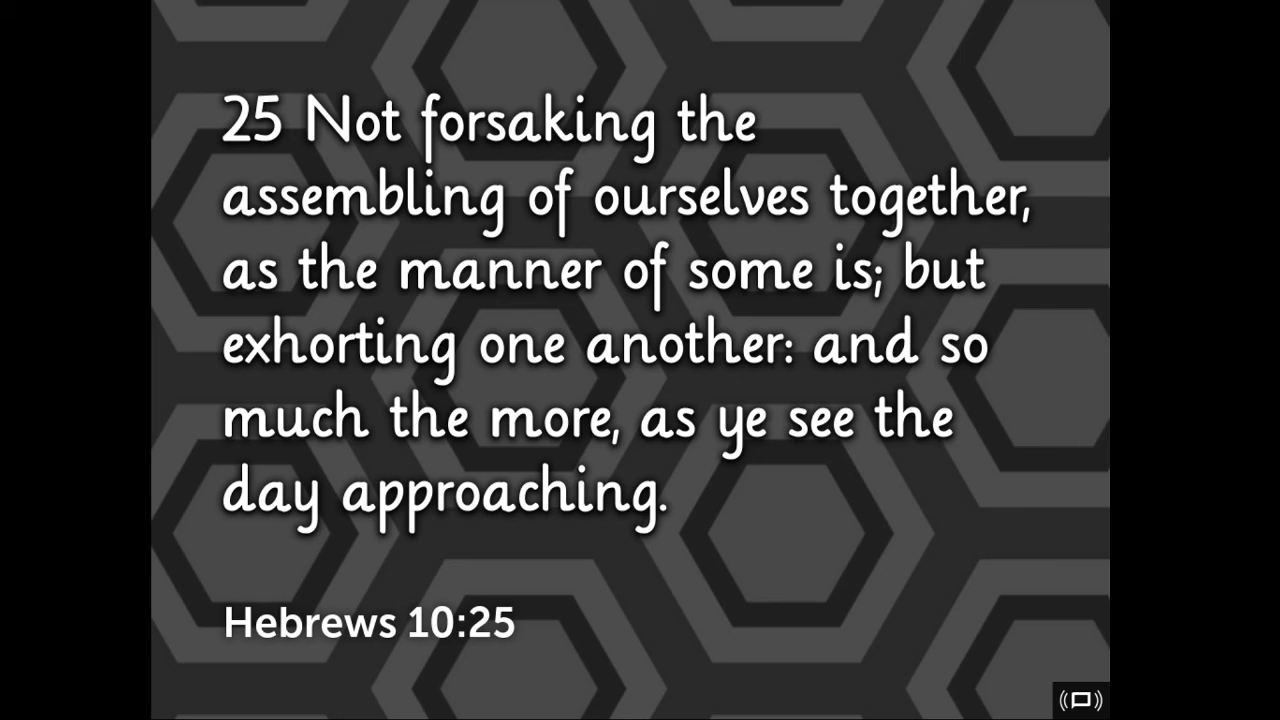 25 Not forsaking the
assembling of ourselves together,
as the manner of some is; but
exhorting one another: and so
much the more, as ye see the
day approaching.
Hebrews 10:25